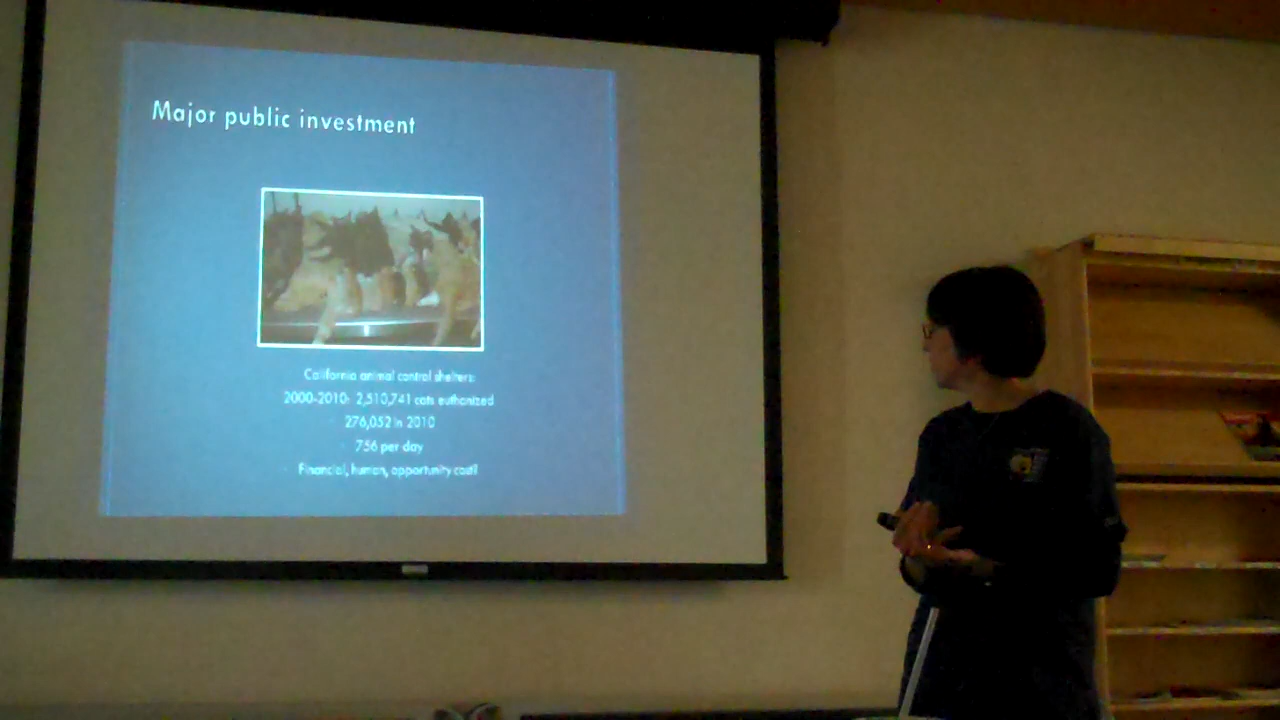 Major public investment
California animal control shelters:
2000-2010: 2,510,741 cats euthanized
276,052 in 2010
756 per day
Financial, human, opportunity cost!